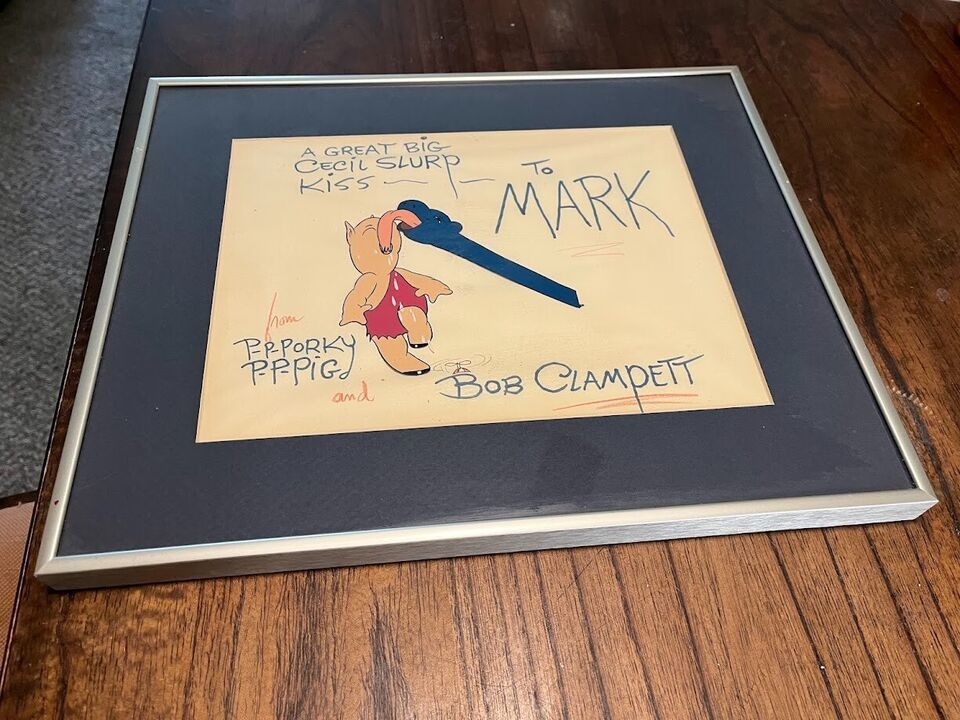 A GREAT BIG
CECIL SLURP
KISS
To
MARK
from
P-P-PORKY
P-P-PIG
and
BOB CLAMPETT